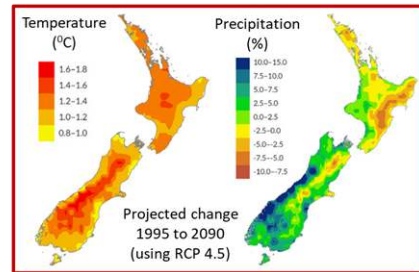 Temperature
(⁰C)
1.6–1.8
1.4–1.6
1.2–1.4
1.0–1.2
0.8–1.0
Precipitation
(%)
10.0--15.0
7.5--10.0
5.0--7.5
2.5--5.0
0.0--2.5
-2.5--0.0
-5.0--2.5
-7.5--5.0
-10.0--7.5
Projected change
1995 to 2090
(using RCP 4.5)